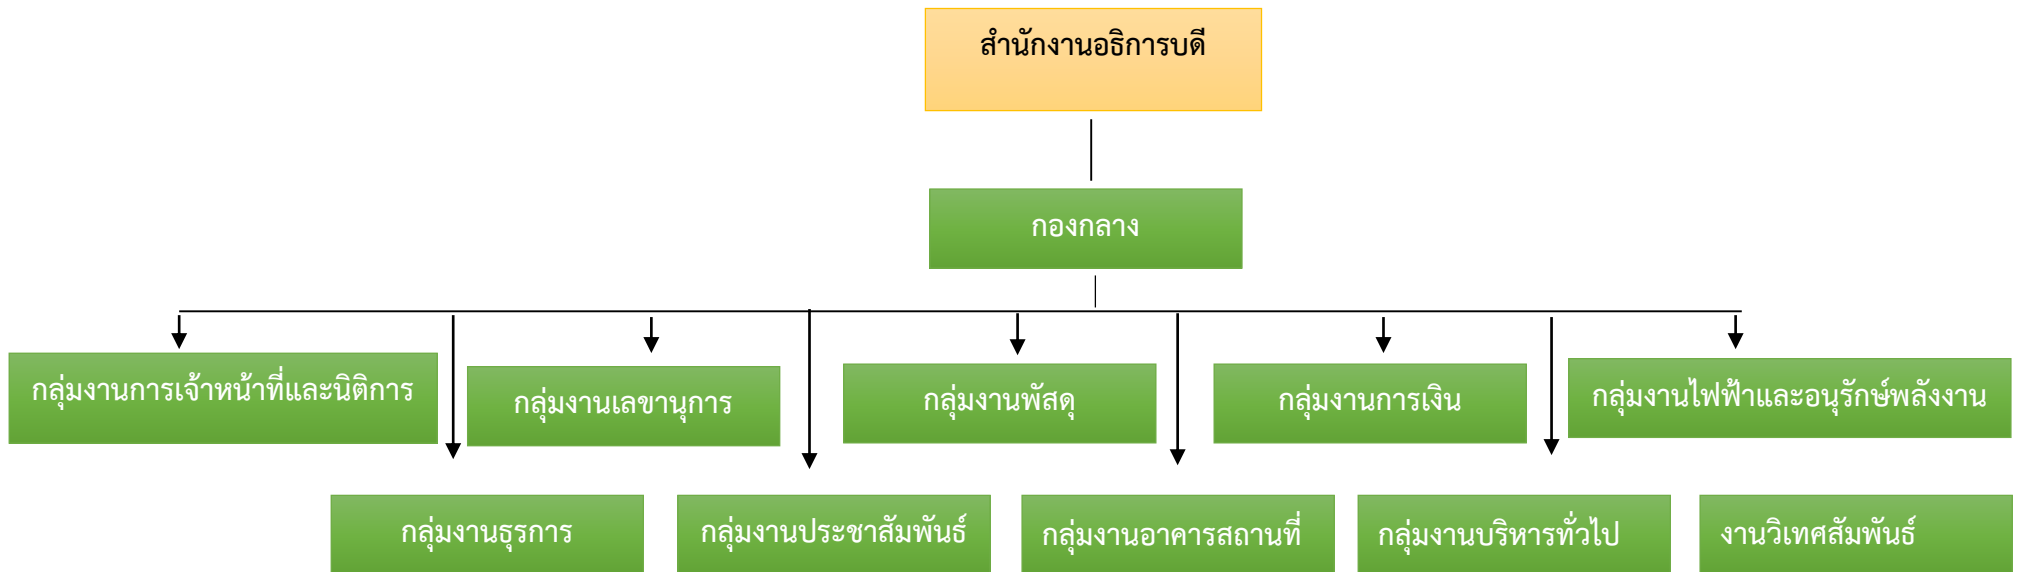 สำนักงานอธิการบดี
กองกลาง
กลุ่มงานการเจ้าหน้าที่และนิติการ
กลุ่มงานเลขานุการ
กลุ่มงานพัสดุ
กลุ่มงานการเงิน
กลุ่มงานไฟฟ้าและอนุรักษ์พลังงาน
กลุ่มงานธุรการ
กลุ่มงานประชาสัมพันธ์
กลุ่มงานอาคารสถานที่
กลุ่มงานบริหารทั่วไป
งานวิเทศสัมพันธ์